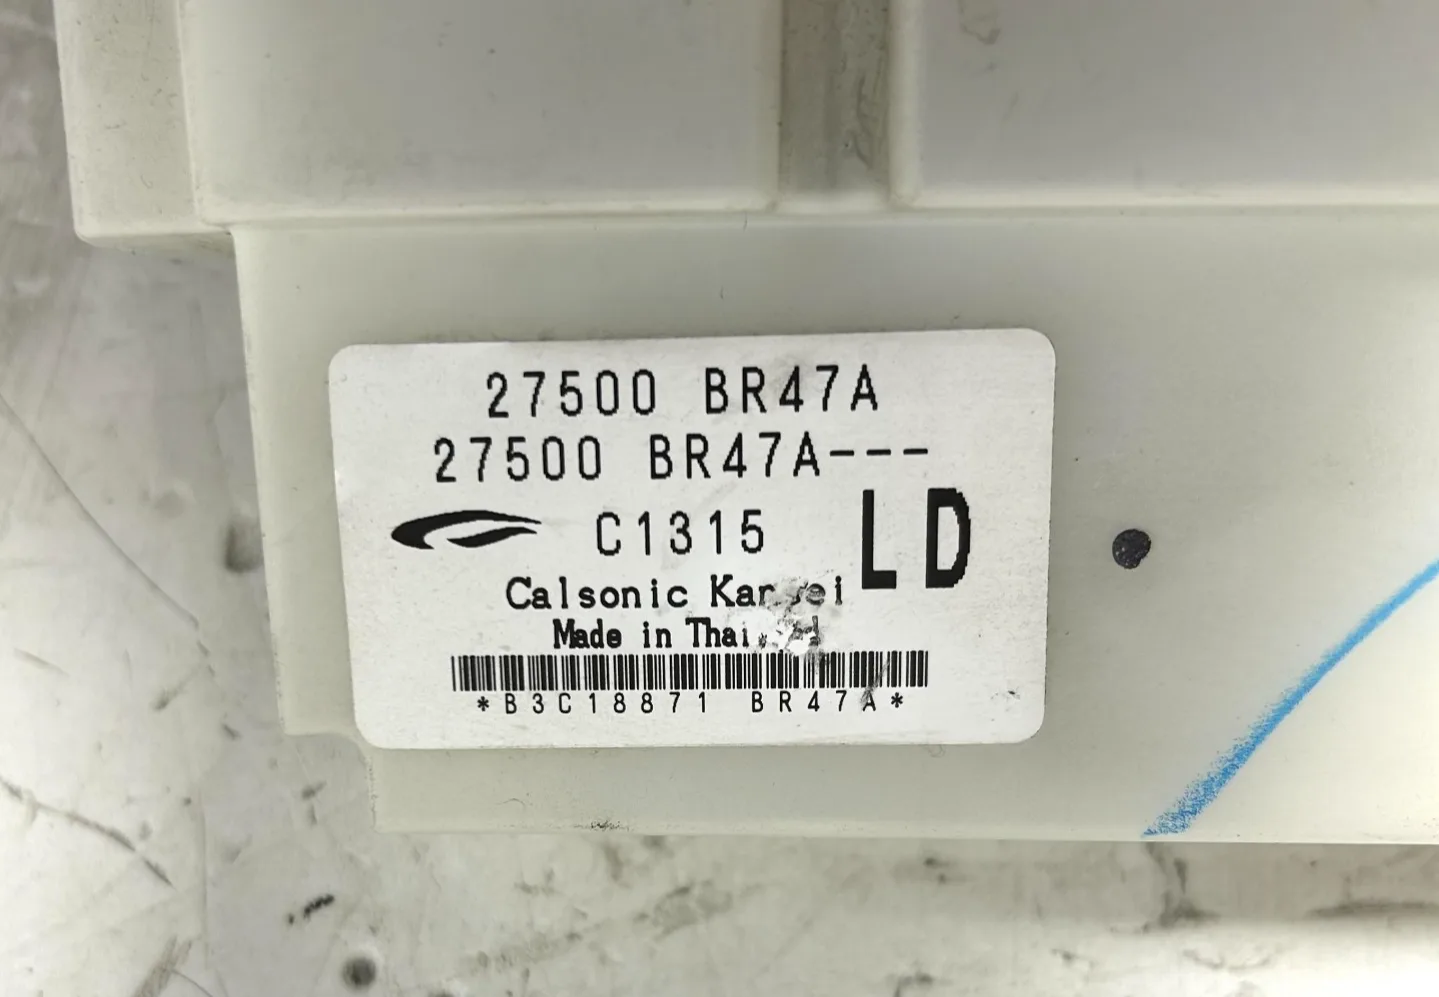 27500 BR47A
27500 BR47A---
C1315 LD
Calsonic
Made in
*B3C18871 BR47A*